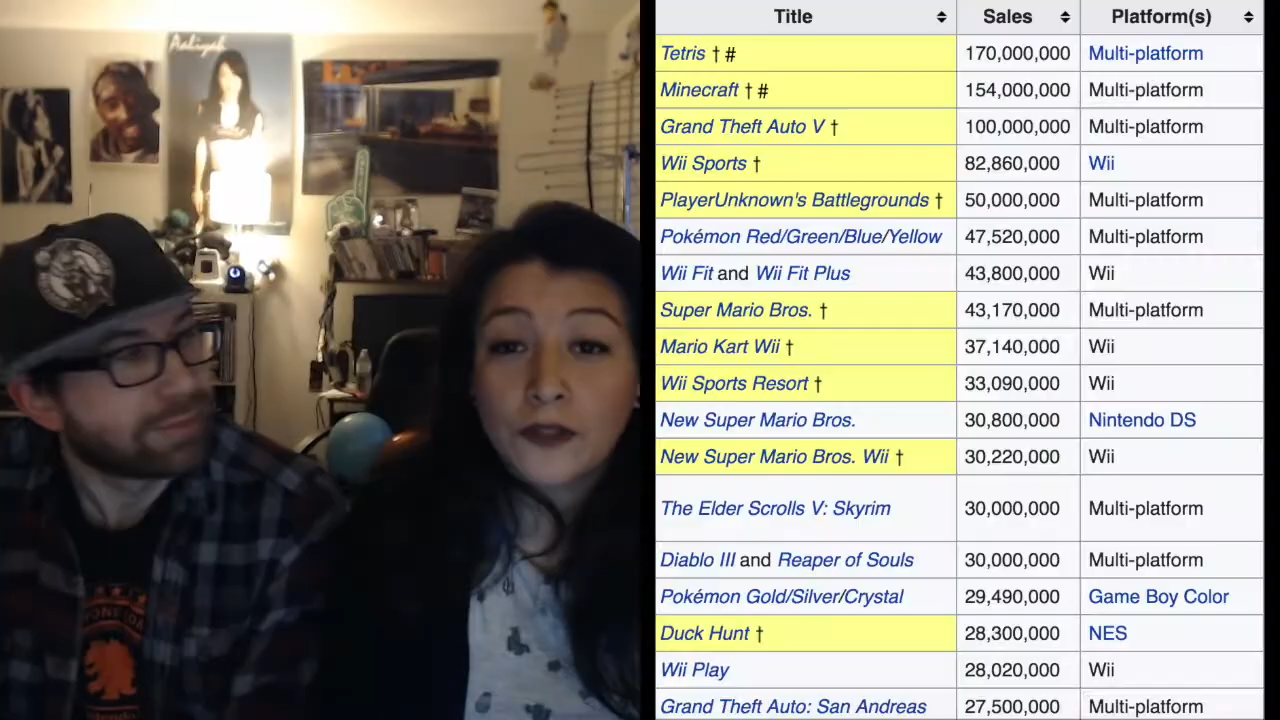 Aaliyah
Title Sales Platform(s)
Tetris † # 170,000,000 Multi-platform
Minecraft † # 154,000,000 Multi-platform
Grand Theft Auto V † 100,000,000 Multi-platform
Wii Sports † 82,860,000 Wii
PlayerUnknown's Battlegrounds † 50,000,000 Multi-platform
Pokémon Red/Green/Blue/Yellow 47,520,000 Multi-platform
Wii Fit and Wii Fit Plus 43,800,000 Wii
Super Mario Bros. † 43,170,000 Multi-platform
Mario Kart Wii † 37,140,000 Wii
Wii Sports Resort † 33,090,000 Wii
New Super Mario Bros. 30,800,000 Nintendo DS
New Super Mario Bros. Wii † 30,220,000 Wii
The Elder Scrolls V: Skyrim 30,000,000 Multi-platform
Diablo III and Reaper of Souls 30,000,000 Multi-platform
Pokémon Gold/Silver/Crystal 29,490,000 Game Boy Color
Duck Hunt † 28,300,000 NES
Wii Play 28,020,000 Wii
Grand Theft Auto: San Andreas 27,500,000 Multi-platform